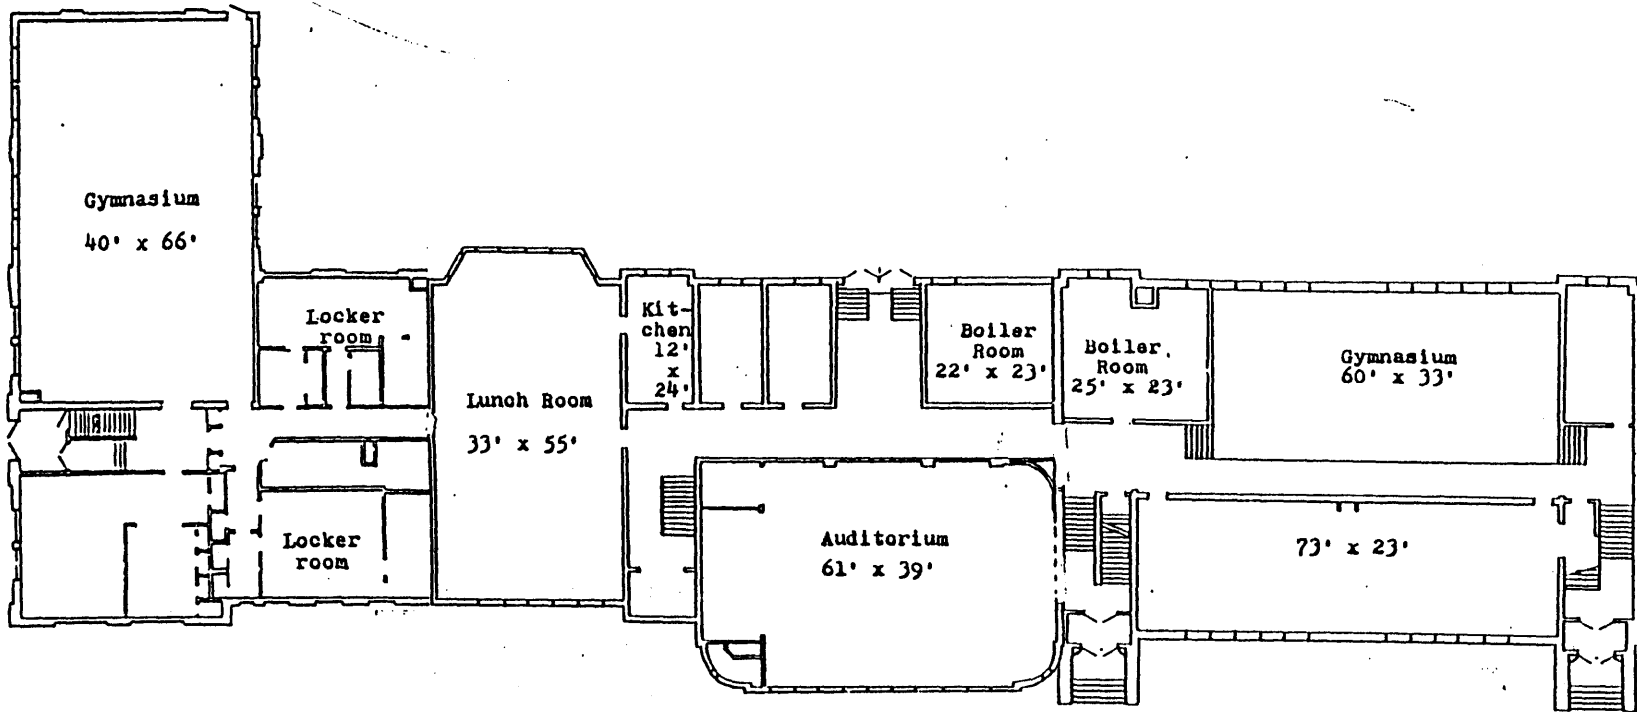 Gymnasium
40' x 66'
Locker
room
Locker
room
Lunch Room
33' x 55'
Kit-
chen
12'
x
24'
Auditorium
61' x 39'
Boiler
Room
22' x 23'
Boiler
Room
25' x 23'
Gymnasium
60' x 33'
73' x 23'